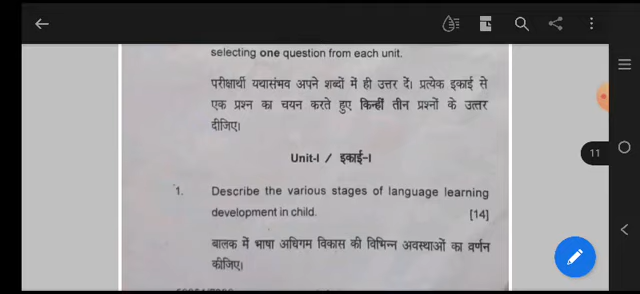 selecting one question from each unit.
परीक्षार्थी यथासंभव अपने शब्दों में ही उत्तर दें। प्रत्येक इकाई से
एक प्रश्न का चयन करते हुए किन्हीं तीन प्रश्नों के उत्तर
दीजिए।
Unit-I / इकाई-I
11
1. Describe the various stages of language learning
development in child. [14]
बालक में भाषा अधिगम विकास की विभिन्न अवस्थाओं का वर्णन
कीजिए।